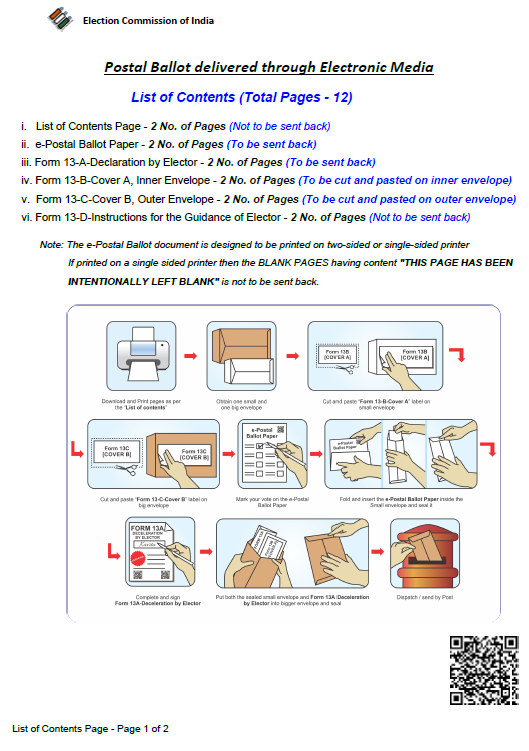 Election Commission of India
Postal Ballot delivered through Electronic Media
List of Contents (Total Pages - 12)
i. List of Contents Page - 2 No. of Pages (Not to be sent back)
ii. e-Postal Ballot Paper - 2 No. of Pages (To be sent back)
iii. Form 13-A-Declaration by Elector - 2 No. of Pages (To be sent back)
iv. Form 13-B-Cover A, Inner Envelope - 2 No. of Pages (To be cut and pasted on inner envelope)
v. Form 13-C-Cover B, Outer Envelope - 2 No. of Pages (To be cut and pasted on outer envelope)
vi. Form 13-D-Instructions for the Guidance of Elector - 2 No. of Pages (Not to be sent back)
Note: The e-Postal Ballot document is designed to be printed on two-sided or single-sided printer
If printed on a single sided printer then the BLANK PAGES having content "THIS PAGE HAS BEEN
INTENTIONALLY LEFT BLANK" is not to be sent back.
Form 13B
[COVER A]
Form 13B
[COVER A]
Download and Print pages as per
the "List of contents"
Obtain one small and
one big envelope
Cut and paste "Form 13-B-Cover A" label on
small envelope
Form 13C
[COVER B]
Form 13C
[COVER B]
e-Postal
Ballot Paper
e-Postal
Ballot Paper
Cut and paste "Form 13-C-Cover B" label on
big envelope
Mark your vote on the e-Postal
Ballot Paper
Fold and insert the e-Postal Ballot Paper inside the
Small envelope and seal it
FORM 13A
DECELERATION
BY ELECTOR
Complete and sign
Form 13A-Deceleration by Elector
Put both the sealed small envelope and Form 13A (Deceleration
by Elector into bigger envelope and seal
Dispatch / send by Post
List of Contents Page - Page 1 of 2